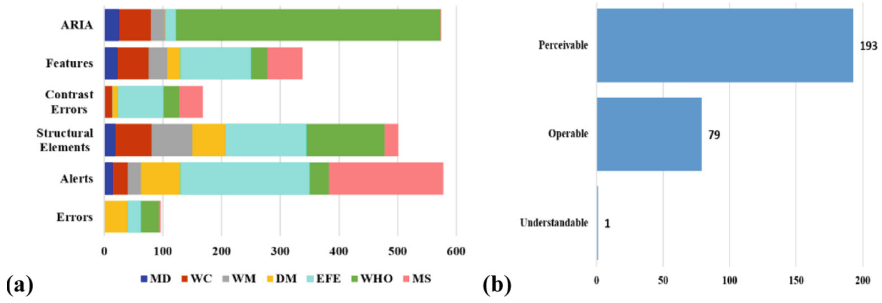 ARIA
Features
Contrast
Errors
Structural
Elements
Alerts
Errors
0 100 200 300 400 500 600
(a) MD WC WM DM EFE WHO MS
Perceivable 193
Operable 79
Understandable 1
0 50 100 150 200
(b)